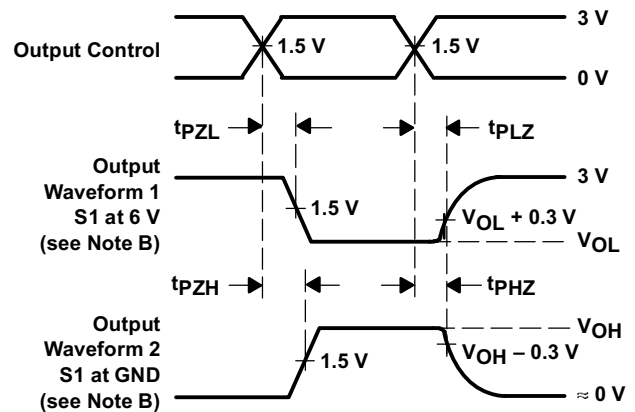 3 V
Output Control
1.5 V
1.5 V
0 V
tPZL
tPLZ
Output
Waveform 1
S1 at 6 V
(see Note B)
3 V
1.5 V
VOL + 0.3 V
VOL
tPZH
tPHZ
Output
Waveform 2
S1 at GND
(see Note B)
VOH
VOH – 0.3 V
1.5 V
≈ 0 V